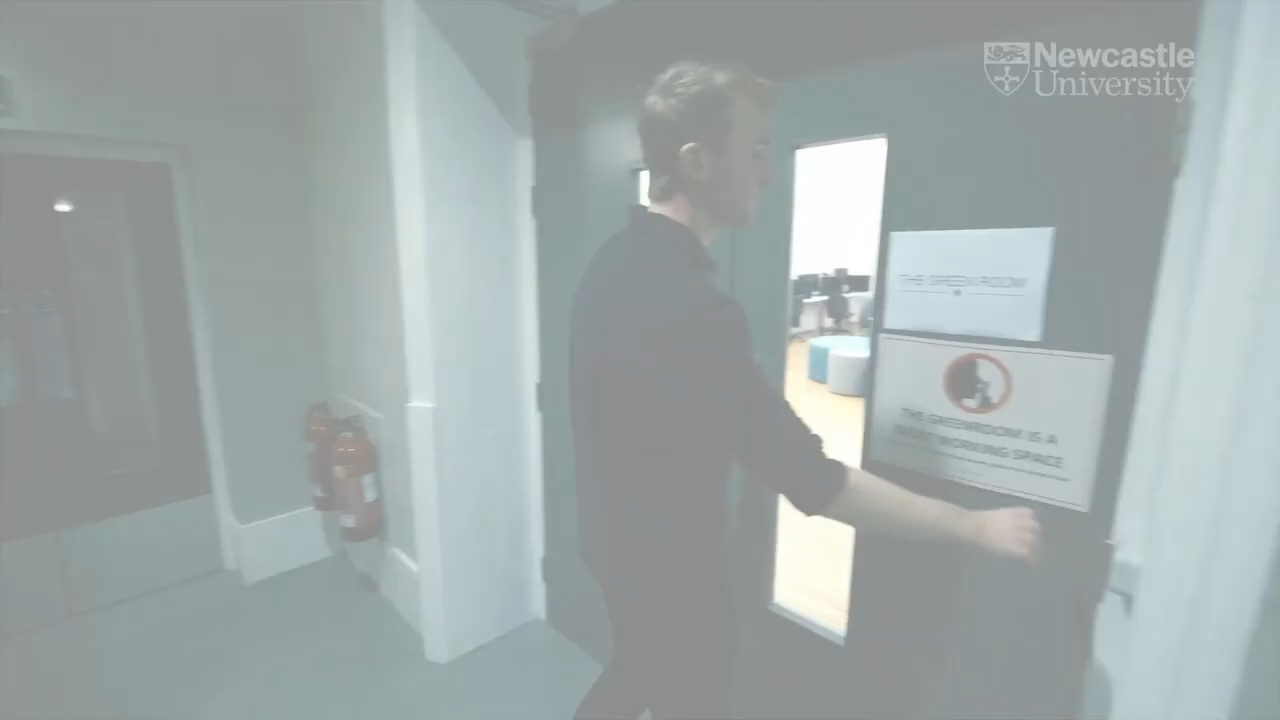 Newcastle
University
THE GREENROOM
THE GREENROOM IS A
WORKING SPACE